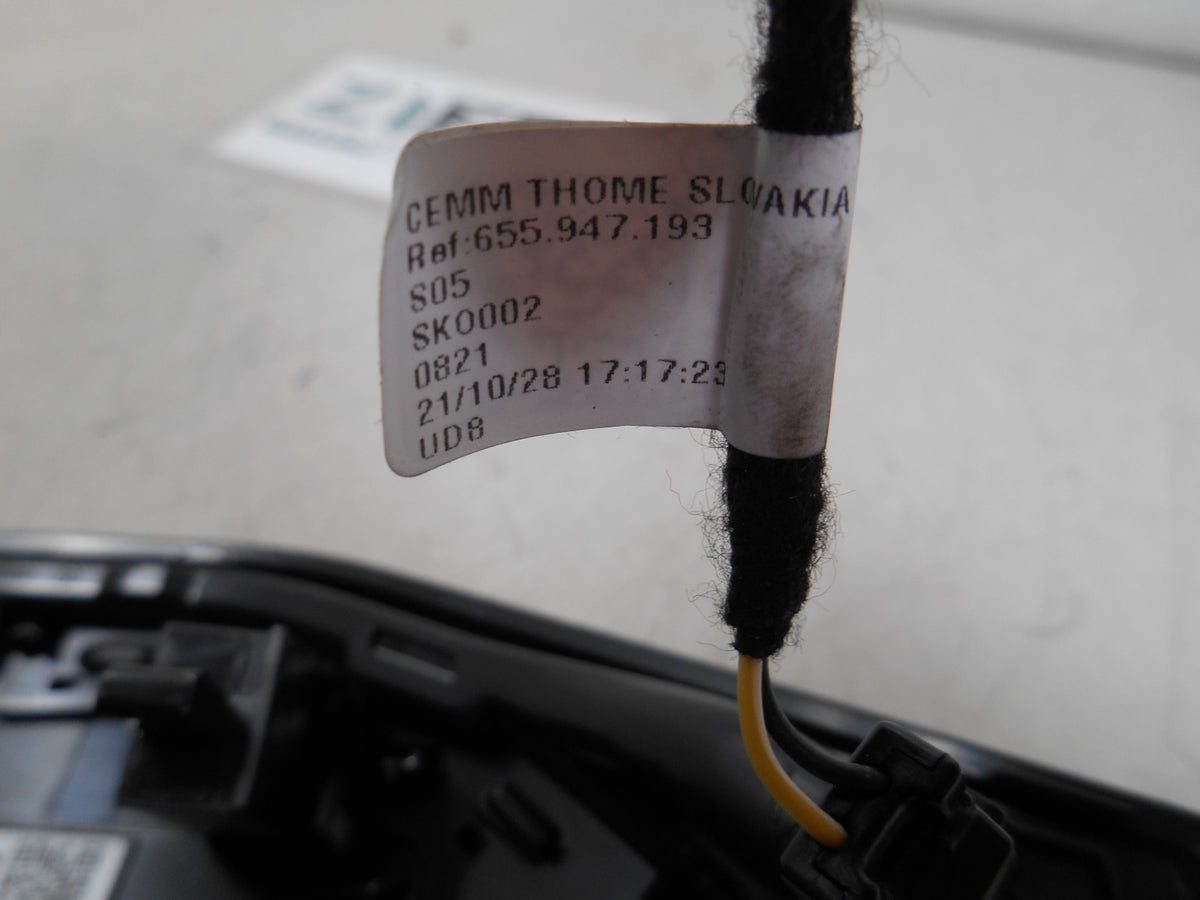 CEMM THOME SLOVAKIA
Ref:655.947.193
S05
SK0002
0821
21/10/28 17:17:23
UD8